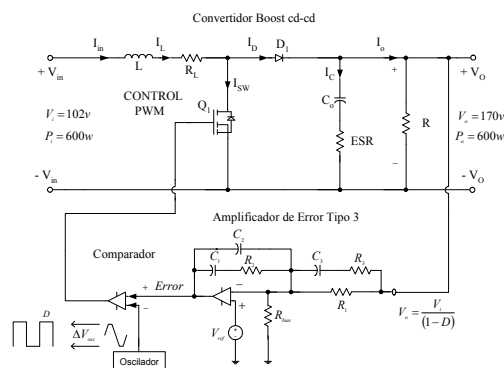 Convertidor Boost cd-cd
+ V_in
I_in
I_L
L
R_L
I_D
D_1
I_o
+ V_O
I_SW
I_C
C_o
ESR
+
R
−
CONTROL
PWM
Q_1
V_i = 102v
P_i = 600w
V_o = 170v
P_o = 600w
- V_in
- V_O
Amplificador de Error Tipo 3
Comparador
C_2
C_1
R_2
C_3
R_3
R_1
+ Error
−
−
+
R_bias
V_ref
V_o = V_i / (1−D)
D
ΔV_osc
Oscilador